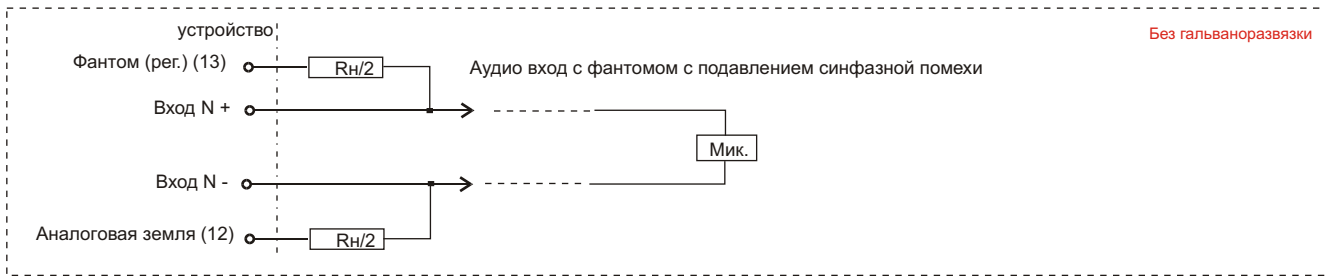 устройство
Без гальваноразвязки
Фантом (рег.) (13)
Rн/2
Аудио вход с фантомом с подавлением синфазной помехи
Вход N +
Мик.
Вход N -
Аналоговая земля (12)
Rн/2